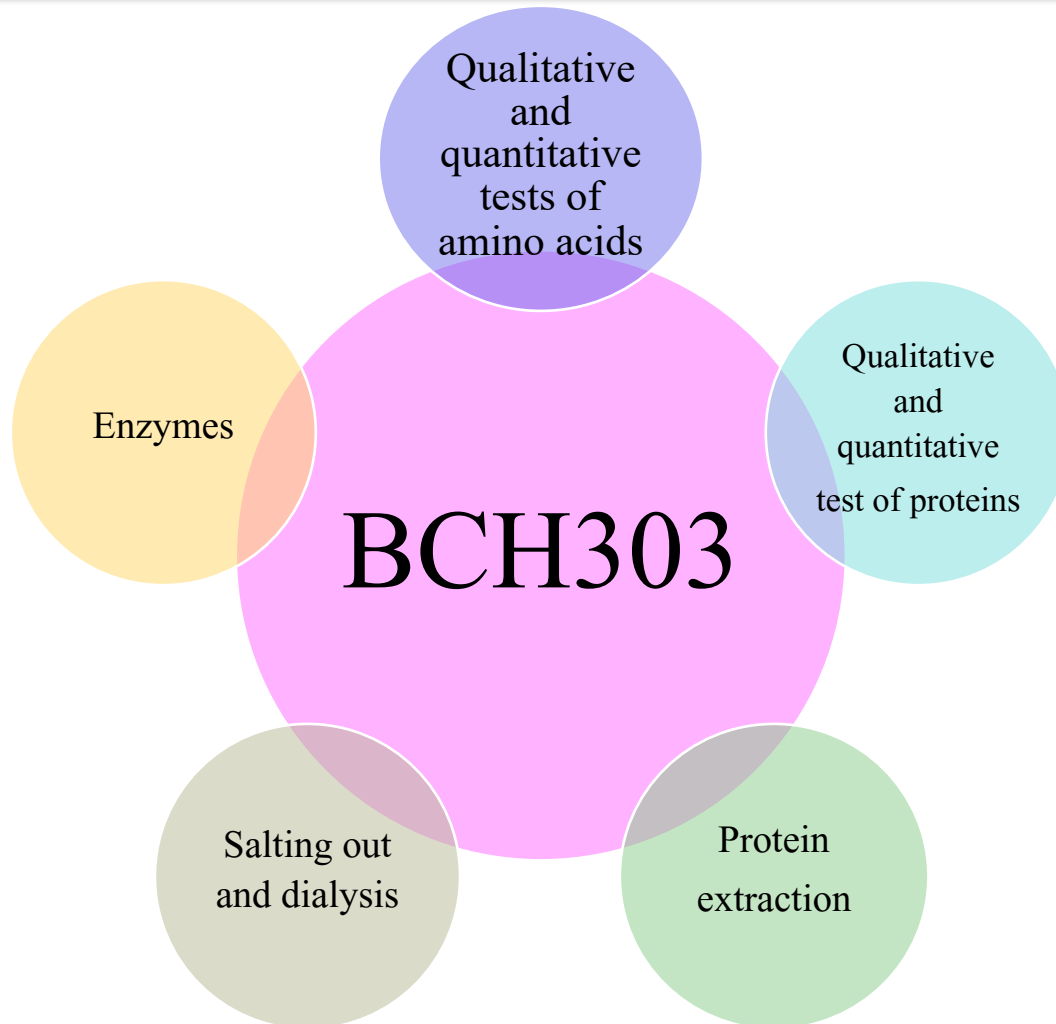 Qualitative
and
quantitative
tests of
amino acids
Qualitative
and
quantitative
test of proteins
Enzymes
BCH303
Salting out
and dialysis
Protein
extraction